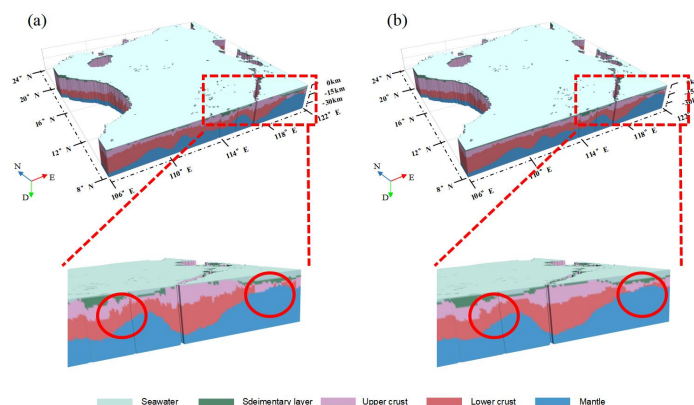 (a)
(b)
24° N
20° N
16° N
12° N
8° N
106° E
110° E
114° E
118° E
122° E
0km
-15km
-30km
N
E
D
24° N
20° N
16° N
12° N
8° N
106° E
110° E
114° E
118° E
N
E
D
Seawater
Sdeimentary layer
Upper crust
Lower crust
Mantle